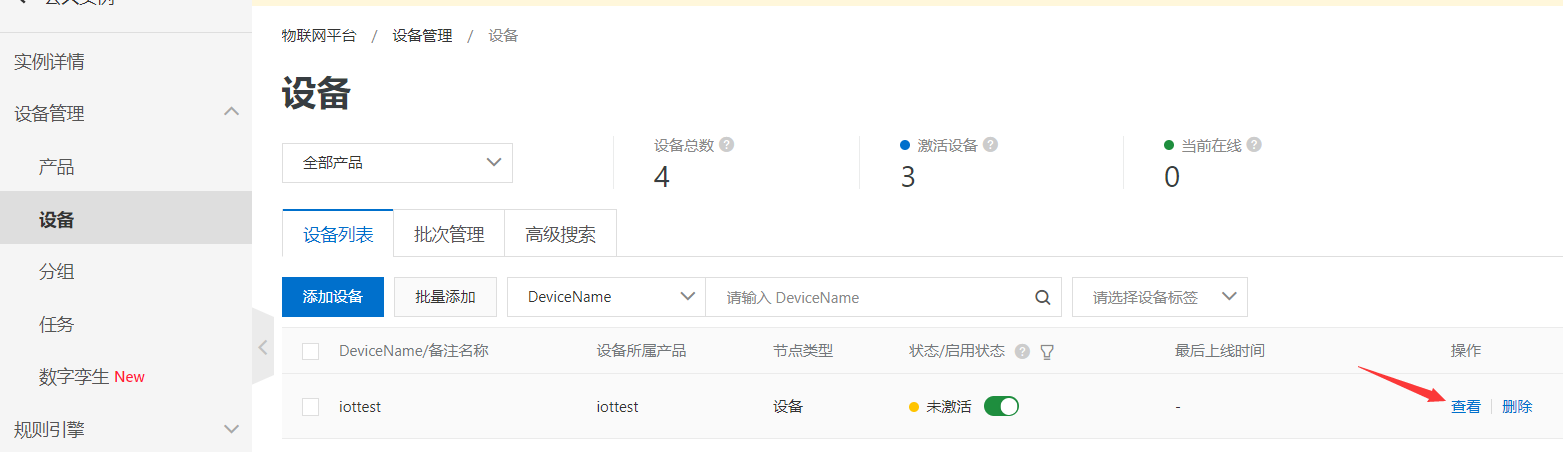 实例详情
设备管理
产品
设备
分组
任务
数字孪生 New
规则引擎
物联网平台 / 设备管理 / 设备
设备
全部产品
设备总数 ?
4
激活设备 ?
3
当前在线 ?
0
设备列表 批次管理 高级搜索
添加设备 批量添加 DeviceName 请输入 DeviceName 请选择设备标签
DeviceName/备注名称 设备所属产品 节点类型 状态/启用状态 ? 最后上线时间 操作
iottest iottest 设备 未激活 - 查看 | 删除